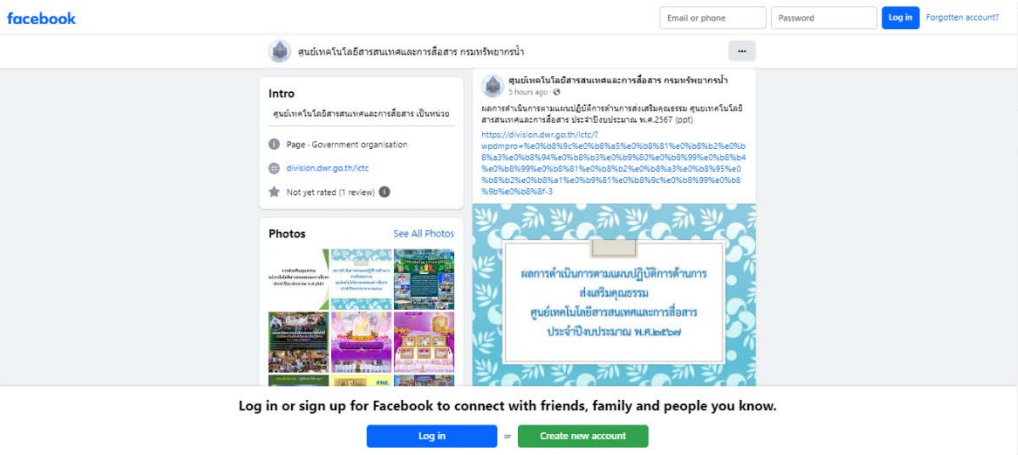 facebook
Email or phone
Password
Log in
Forgotten account?
ศูนย์เทคโนโลยีสารสนเทศและการสื่อสาร กรมทรัพยากรน้ำ
Intro
ศูนย์เทคโนโลยีสารสนเทศและการสื่อสาร เป็นหน่วย
Page · Government organisation
division.dwr.go.th/ictc
Not yet rated (1 review)
Photos
See All Photos
ศูนย์เทคโนโลยีสารสนเทศและการสื่อสาร กรมทรัพยากรน้ำ
5 hours ago
ผลการดำเนินการตามแผนปฏิบัติการด้านการส่งเสริมคุณธรรม ศูนยเทคโนโลยี
สารสนเทศและการสื่อสาร ประจำปีงบประมาณ พ.ศ.2567 (ppt)
https://division.dwr.go.th/ictc/?
wpdmpro=%e0%b8%9c%e0%b8%a5%e0%b8%81%e0%b8%b2%e0%b
8%a3%e0%b8%94%e0%b8%b3%e0%b9%80%e0%b8%99%e0%b8%b4
%e0%b8%99%e0%b8%81%e0%b8%b2%e0%b8%a3%e0%b8%95%e0
%b8%b2%e0%b8%a1%e0%b9%81%e0%b8%9c%e0%b8%99%e0%b8
%9b%e0%b8%8f-3
ผลการดำเนินการตามแผนปฏิบัติการด้านการ
ส่งเสริมคุณธรรม
ศูนย์เทคโนโลยีสารสนเทศและการสื่อสาร
ประจำปีงบประมาณ พ.ศ.๒๕๖๗
Log in or sign up for Facebook to connect with friends, family and people you know.
Log in
or
Create new account